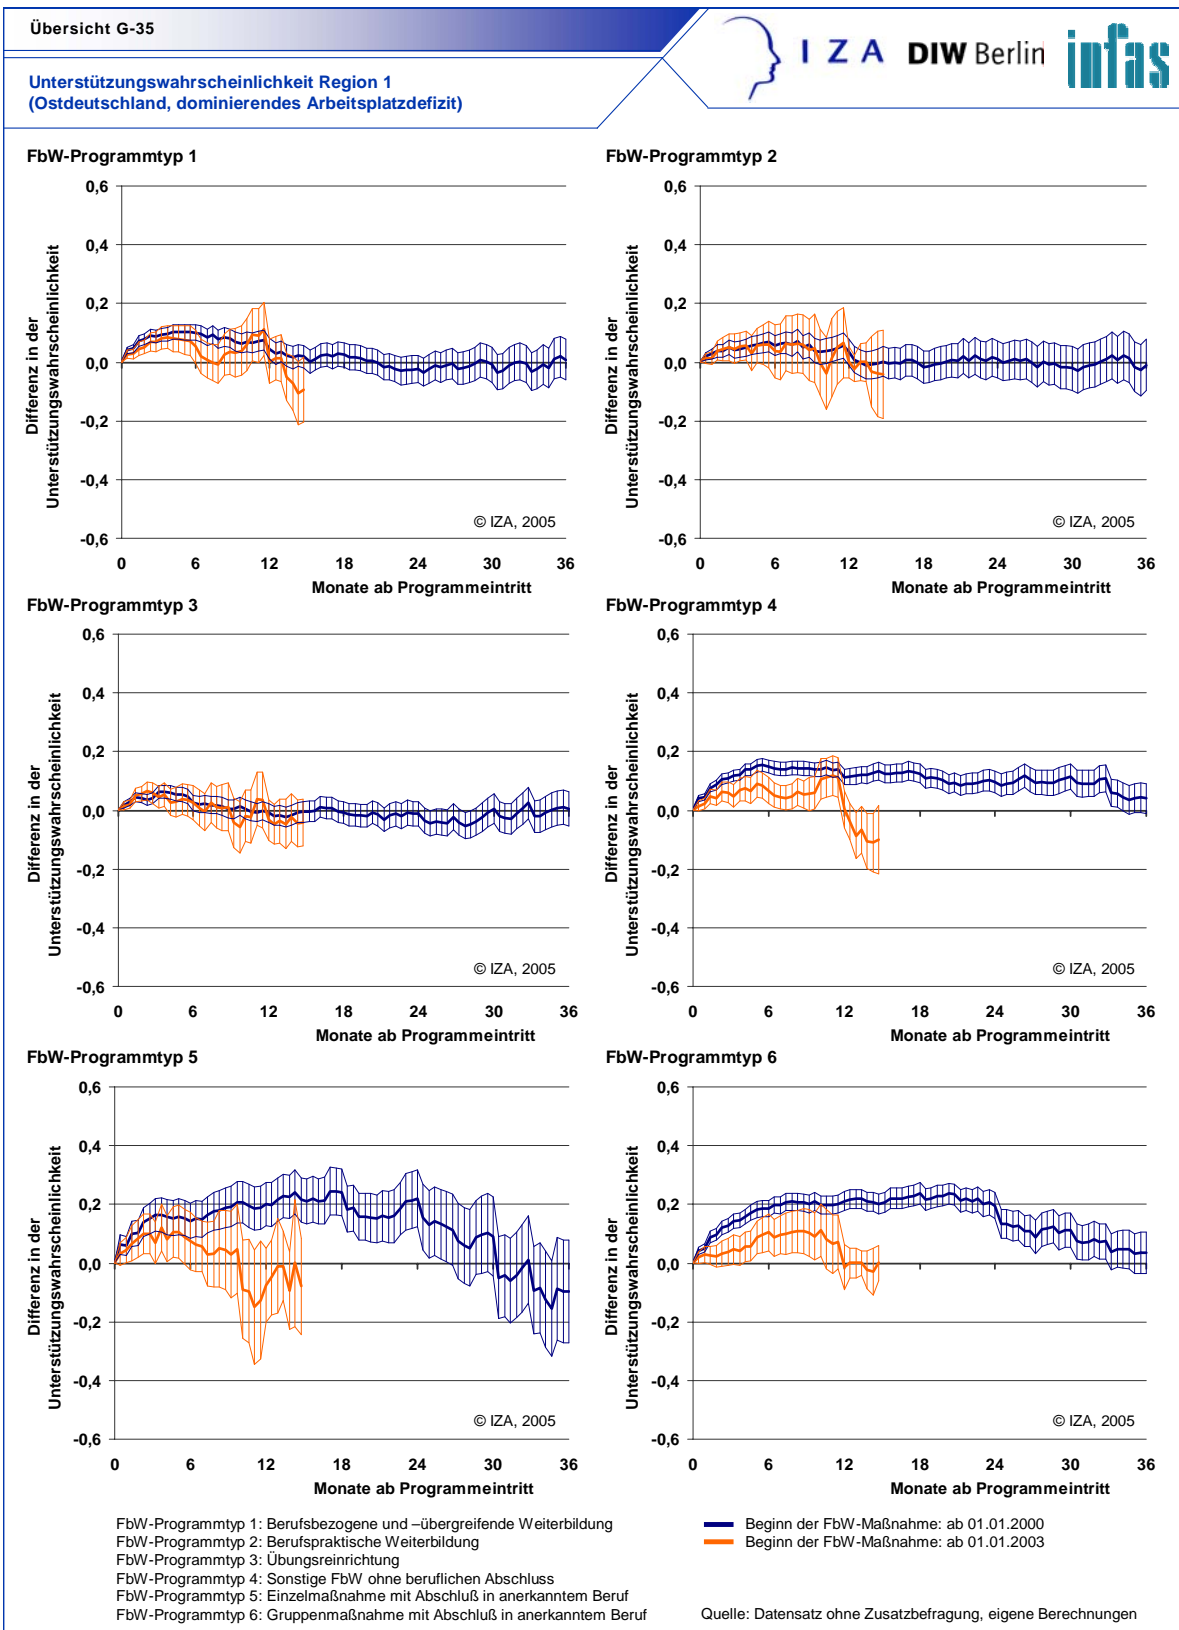 Übersicht G-35
IZA DIW Berlin infas
Unterstützungswahrscheinlichkeit Region 1
(Ostdeutschland, dominierendes Arbeitsplatzdefizit)
FbW-Programmtyp 1
Differenz in der
Unterstützungswahrscheinlichkeit
0,6
0,4
0,2
0,0
-0,2
-0,4
-0,6
© IZA, 2005
0 6 12 18 24 30 36
Monate ab Programmeintritt
FbW-Programmtyp 2
Differenz in der
Unterstützungswahrscheinlichkeit
0,6
0,4
0,2
0,0
-0,2
-0,4
-0,6
© IZA, 2005
0 6 12 18 24 30 36
Monate ab Programmeintritt
FbW-Programmtyp 3
Differenz in der
Unterstützungswahrscheinlichkeit
0,6
0,4
0,2
0,0
-0,2
-0,4
-0,6
© IZA, 2005
0 6 12 18 24 30 36
Monate ab Programmeintritt
FbW-Programmtyp 4
Differenz in der
Unterstützungswahrscheinlichkeit
0,6
0,4
0,2
0,0
-0,2
-0,4
-0,6
© IZA, 2005
0 6 12 18 24 30 36
Monate ab Programmeintritt
FbW-Programmtyp 5
Differenz in der
Unterstützungswahrscheinlichkeit
0,6
0,4
0,2
0,0
-0,2
-0,4
-0,6
© IZA, 2005
0 6 12 18 24 30 36
Monate ab Programmeintritt
FbW-Programmtyp 6
Differenz in der
Unterstützungswahrscheinlichkeit
0,6
0,4
0,2
0,0
-0,2
-0,4
-0,6
© IZA, 2005
0 6 12 18 24 30 36
Monate ab Programmeintritt
FbW-Programmtyp 1: Berufsbezogene und –übergreifende Weiterbildung
FbW-Programmtyp 2: Berufspraktische Weiterbildung
FbW-Programmtyp 3: Übungsreinrichtung
FbW-Programmtyp 4: Sonstige FbW ohne beruflichen Abschluss
FbW-Programmtyp 5: Einzelmaßnahme mit Abschluß in anerkanntem Beruf
FbW-Programmtyp 6: Gruppenmaßnahme mit Abschluß in anerkanntem Beruf
Beginn der FbW-Maßnahme: ab 01.01.2000
Beginn der FbW-Maßnahme: ab 01.01.2003
Quelle: Datensatz ohne Zusatzbefragung, eigene Berechnungen